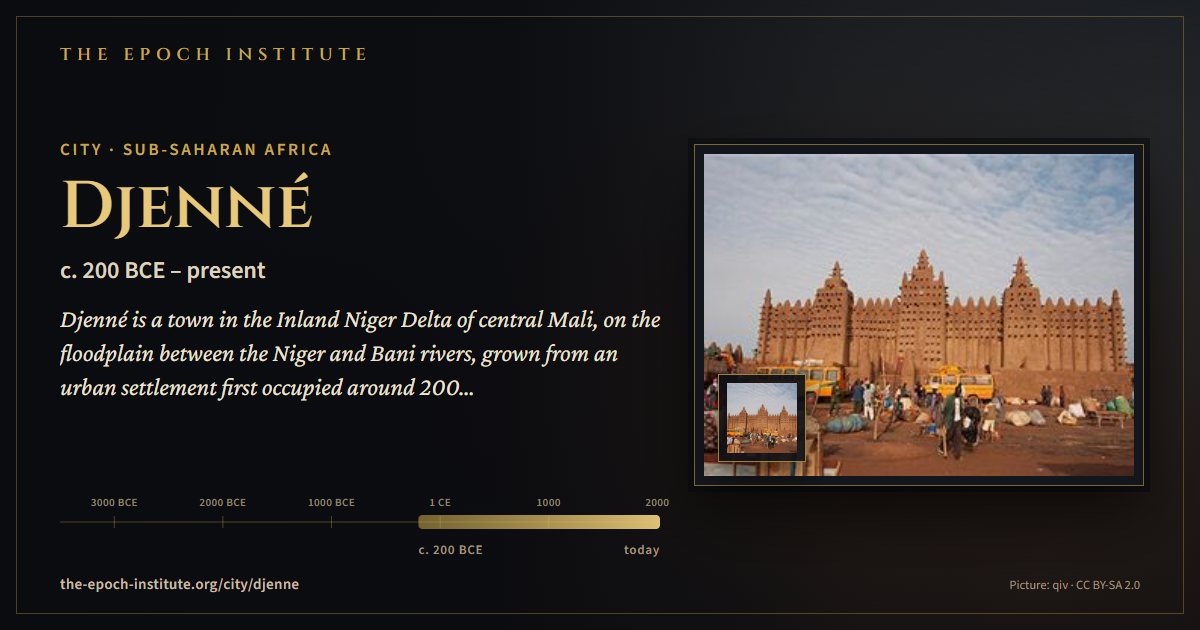 THE EPOCH INSTITUTE
CITY · SUB-SAHARAN AFRICA
DJENNÉ
c. 200 BCE – present
Djenné is a town in the Inland Niger Delta of central Mali, on the
floodplain between the Niger and Bani rivers, grown from an
urban settlement first occupied around 200...
3000 BCE 2000 BCE 1000 BCE 1 CE 1000 2000
c. 200 BCE today
the-epoch-institute.org/city/djenne
Picture: qiv · CC BY-SA 2.0